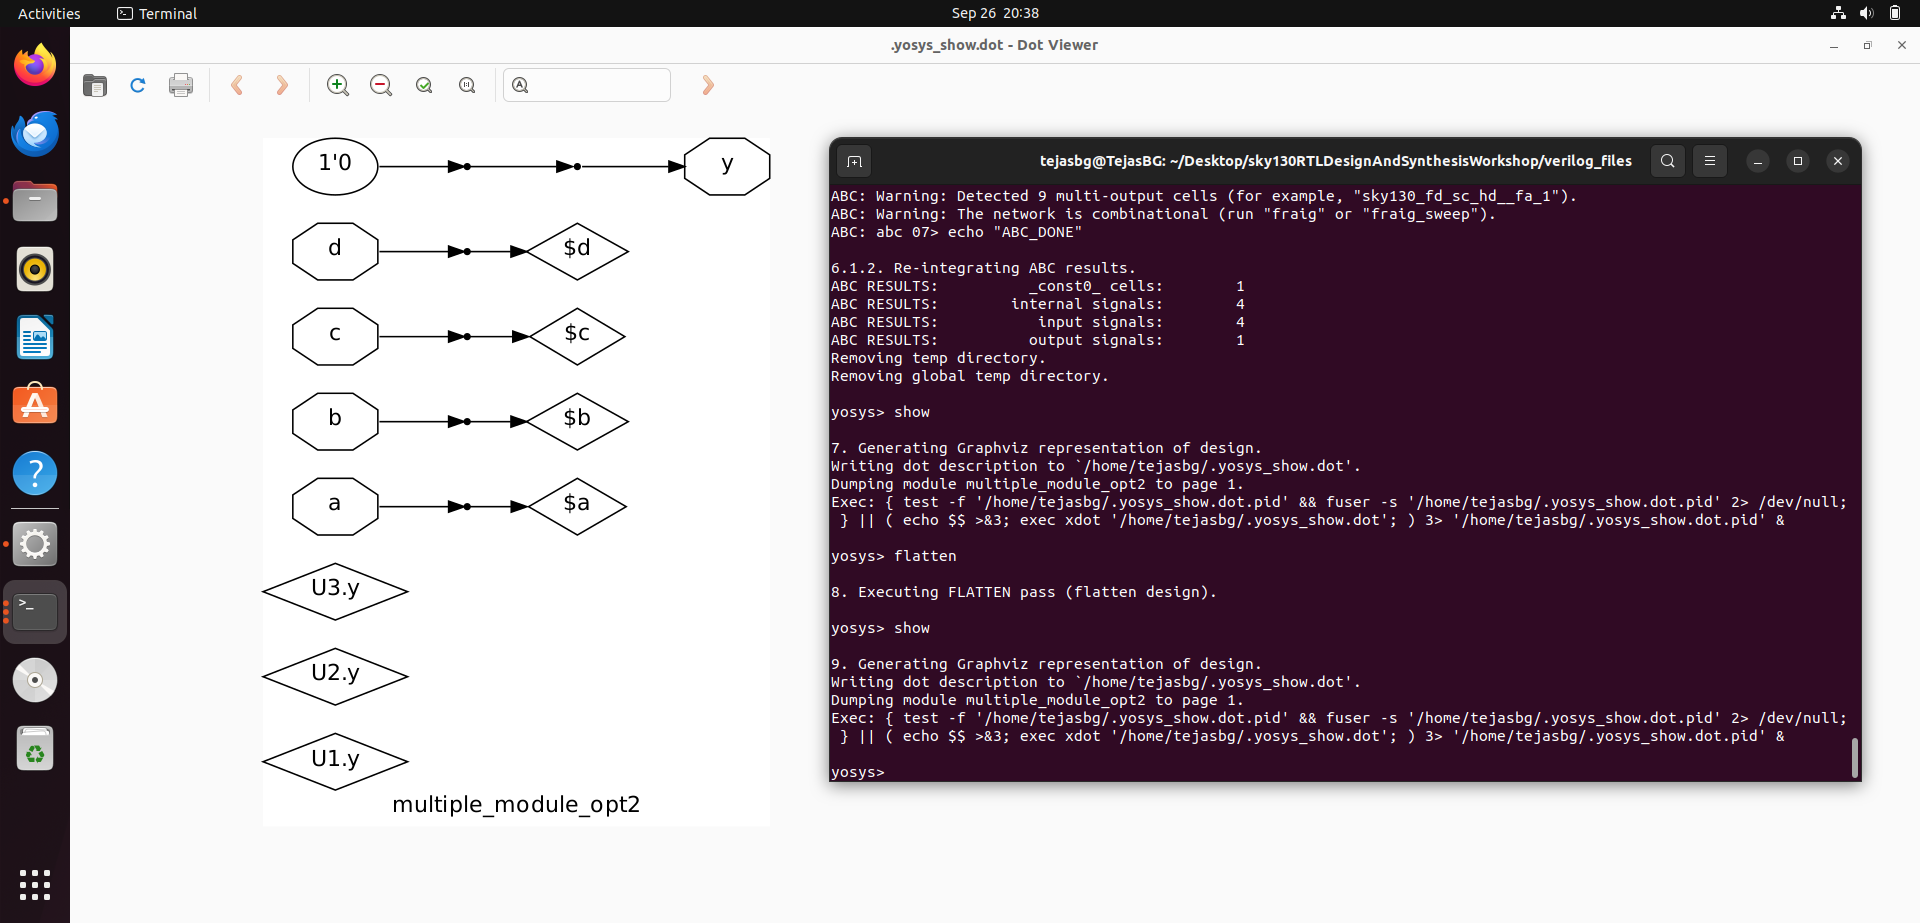 Activities
Terminal
Sep 26 20:38
.yosys_show.dot - Dot Viewer
1'0
y
d
$d
c
$c
b
$b
a
$a
U3.y
U2.y
U1.y
multiple_module_opt2
tejasbg@TejasBG: ~/Desktop/sky130RTLDesignAndSynthesisWorkshop/verilog_files
ABC: Warning: Detected 9 multi-output cells (for example, "sky130_fd_sc_hd__fa_1").
ABC: Warning: The network is combinational (run "fraig" or "fraig_sweep").
ABC: abc 07> echo "ABC_DONE"
6.1.2. Re-integrating ABC results.
ABC RESULTS:          _const0_ cells:        1
ABC RESULTS:        internal signals:        4
ABC RESULTS:           input signals:        4
ABC RESULTS:          output signals:        1
Removing temp directory.
Removing global temp directory.
yosys> show
7. Generating Graphviz representation of design.
Writing dot description to `/home/tejasbg/.yosys_show.dot'.
Dumping module multiple_module_opt2 to page 1.
Exec: { test -f '/home/tejasbg/.yosys_show.dot.pid' && fuser -s '/home/tejasbg/.yosys_show.dot.pid' 2> /dev/null;
 } || ( echo $$ >&3; exec xdot '/home/tejasbg/.yosys_show.dot'; ) 3> '/home/tejasbg/.yosys_show.dot.pid' &
yosys> flatten
8. Executing FLATTEN pass (flatten design).
yosys> show
9. Generating Graphviz representation of design.
Writing dot description to `/home/tejasbg/.yosys_show.dot'.
Dumping module multiple_module_opt2 to page 1.
Exec: { test -f '/home/tejasbg/.yosys_show.dot.pid' && fuser -s '/home/tejasbg/.yosys_show.dot.pid' 2> /dev/null;
 } || ( echo $$ >&3; exec xdot '/home/tejasbg/.yosys_show.dot'; ) 3> '/home/tejasbg/.yosys_show.dot.pid' &
yosys>